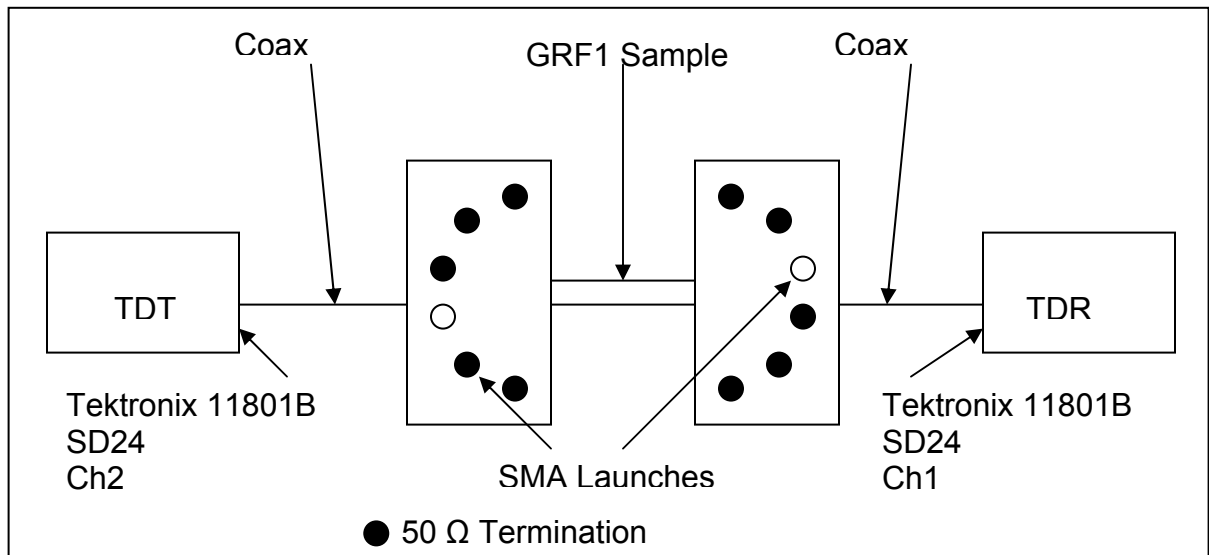 Coax
GRF1 Sample
Coax
TDT
TDR
Tektronix 11801B
SD24
Ch2
SMA Launches
Tektronix 11801B
SD24
Ch1
50 Ω Termination